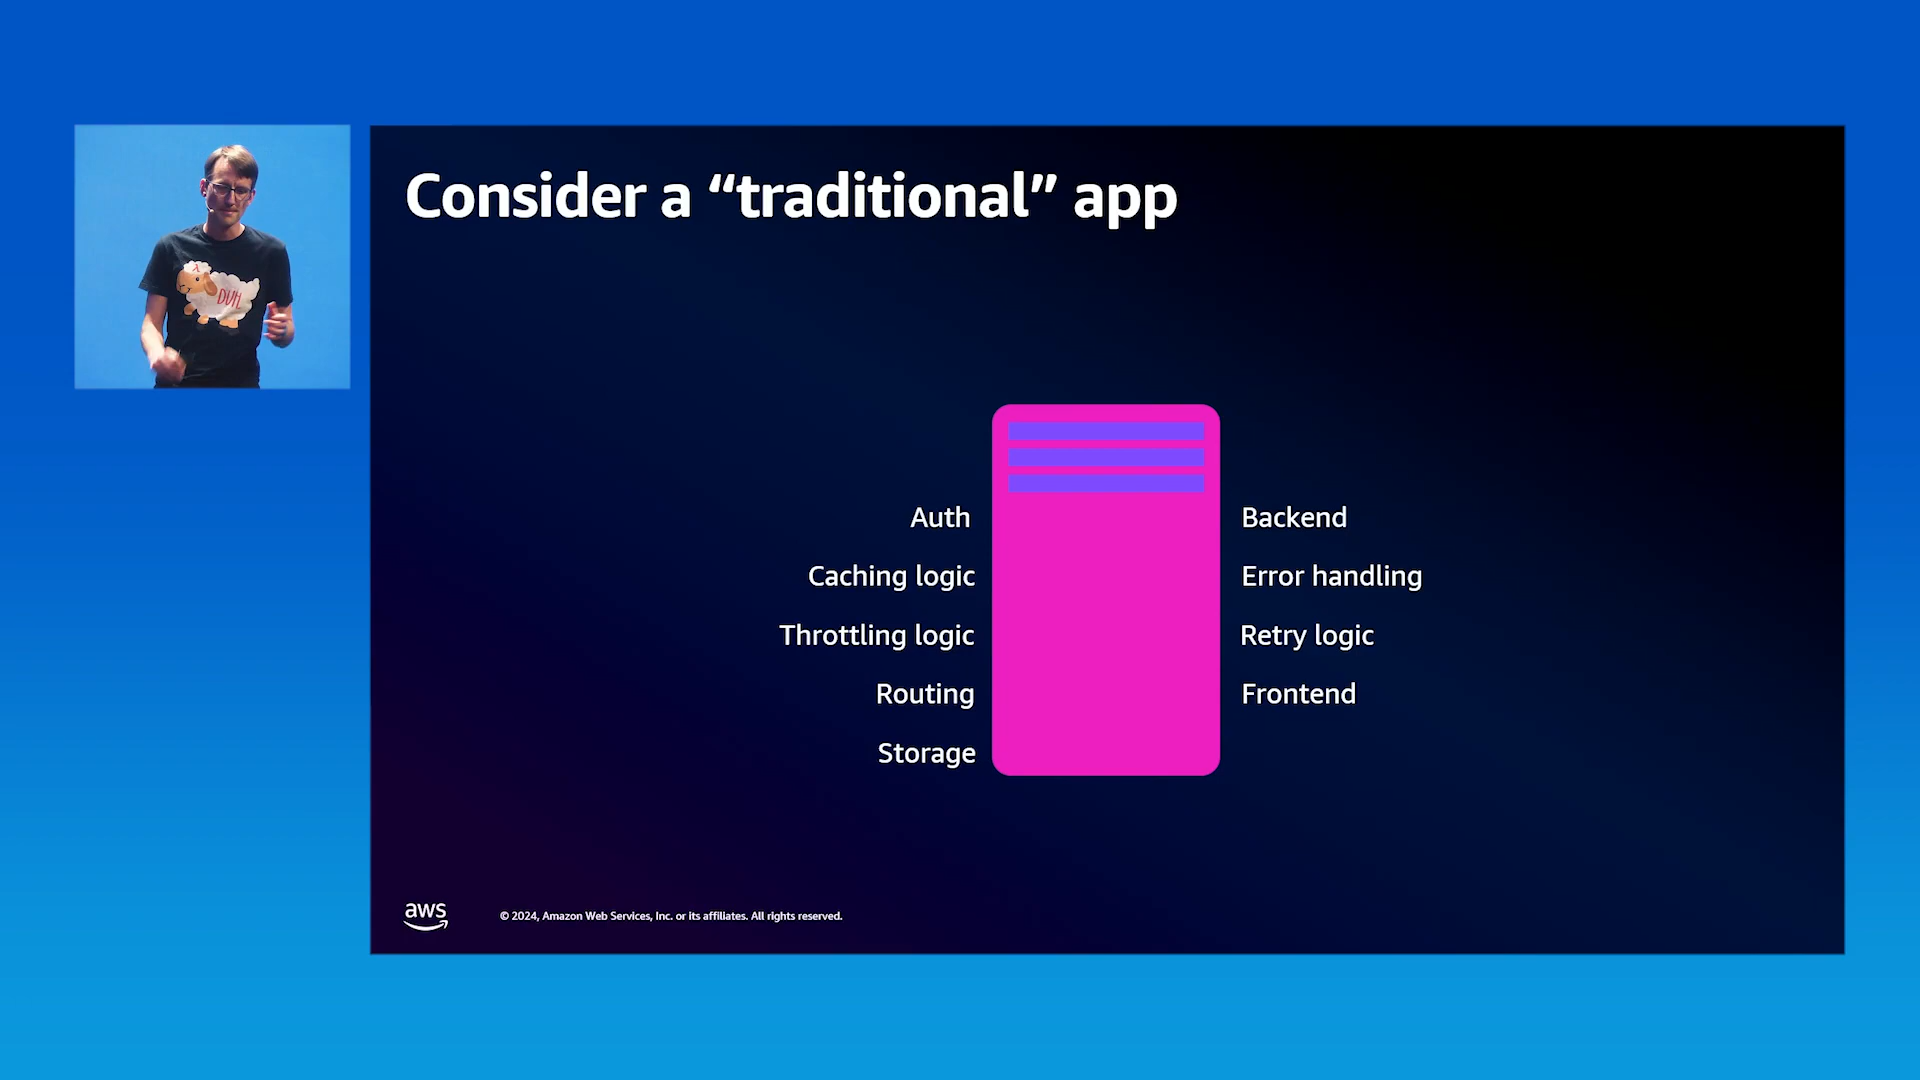 Consider a “traditional” app
λ
DUH
Auth
Caching logic
Throttling logic
Routing
Storage
Backend
Error handling
Retry logic
Frontend
aws
© 2024, Amazon Web Services, Inc. or its affiliates. All rights reserved.